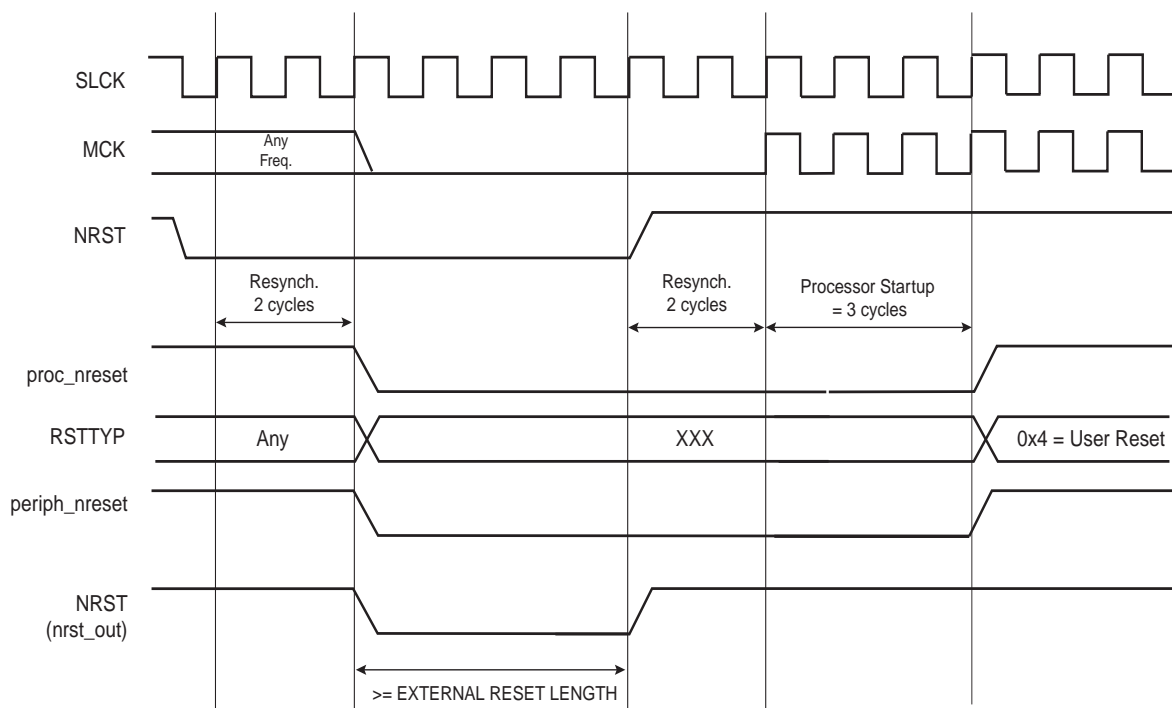 SLCK
MCK
Any
Freq.
NRST
Resynch.
2 cycles
Resynch.
2 cycles
Processor Startup
= 3 cycles
proc_nreset
RSTTYP
Any
XXX
0x4 = User Reset
periph_nreset
NRST
(nrst_out)
>= EXTERNAL RESET LENGTH